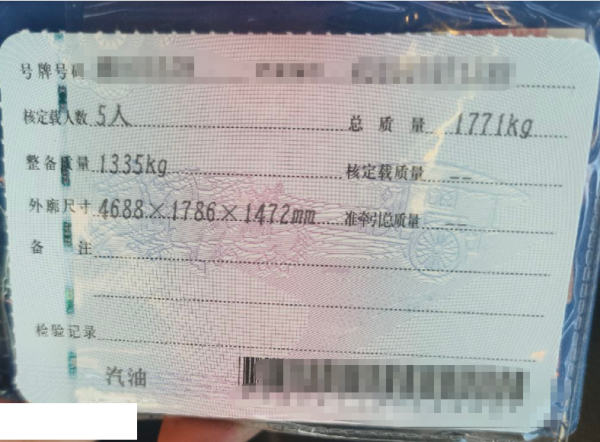 号牌号码
核定载人数 5人 总质量 1771kg
整备质量 1335kg 核定载质量 --
外廓尺寸 4688×1786×1472mm 准牵引总质量 --
备注
检验记录
汽油